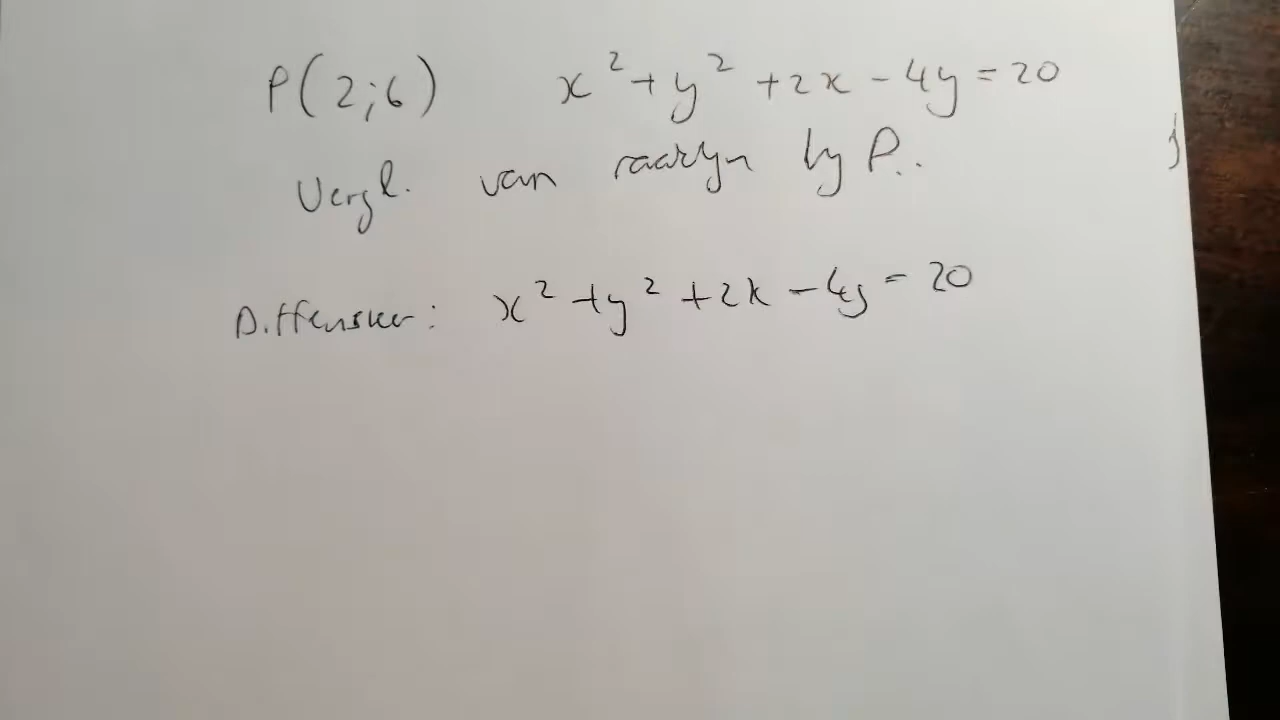 P(2;6) x² + y² + 2x - 4y = 20
Vergl. van raaklyn by P.
Differensieer: x² + y² + 2x - 4y = 20